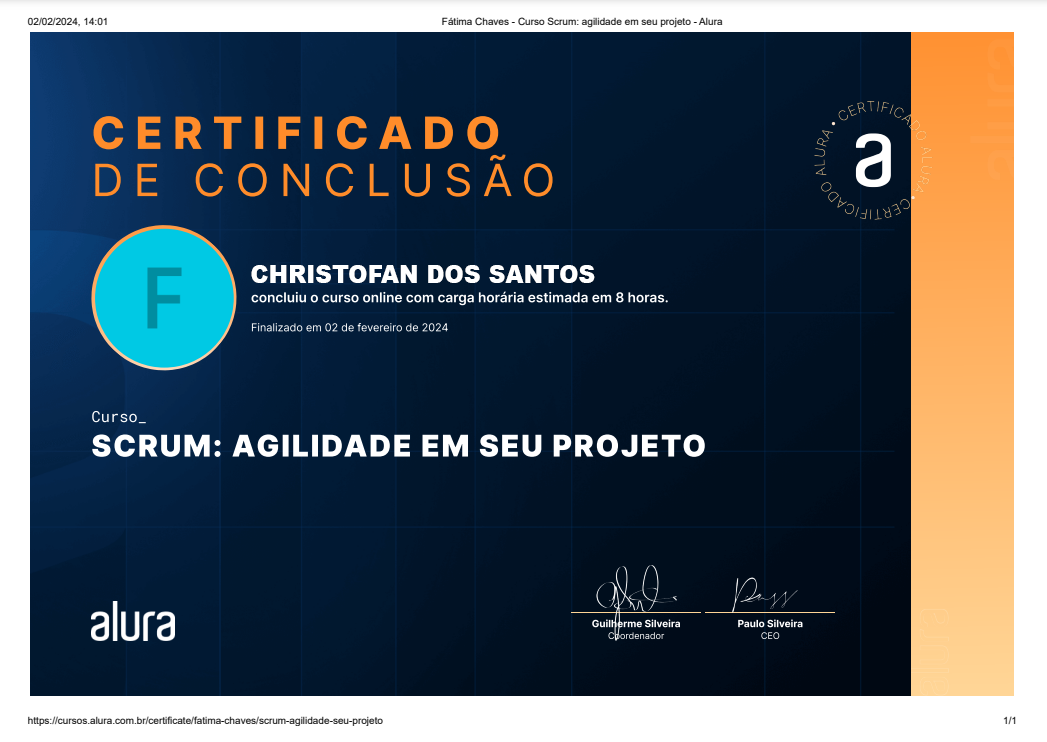 02/02/2024, 14:01
Fátima Chaves - Curso Scrum: agilidade em seu projeto - Alura
CERTIFICADO
DE CONCLUSÃO
CERTIFICADO ALURA • CERTIFICADO ALURA •
a
alura
F
CHRISTOFAN DOS SANTOS
concluiu o curso online com carga horária estimada em 8 horas.
Finalizado em 02 de fevereiro de 2024
Curso_
SCRUM: AGILIDADE EM SEU PROJETO
alura
Guilherme Silveira
Coordenador
Paulo Silveira
CEO
alura
https://cursos.alura.com.br/certificate/fatima-chaves/scrum-agilidade-seu-projeto
1/1